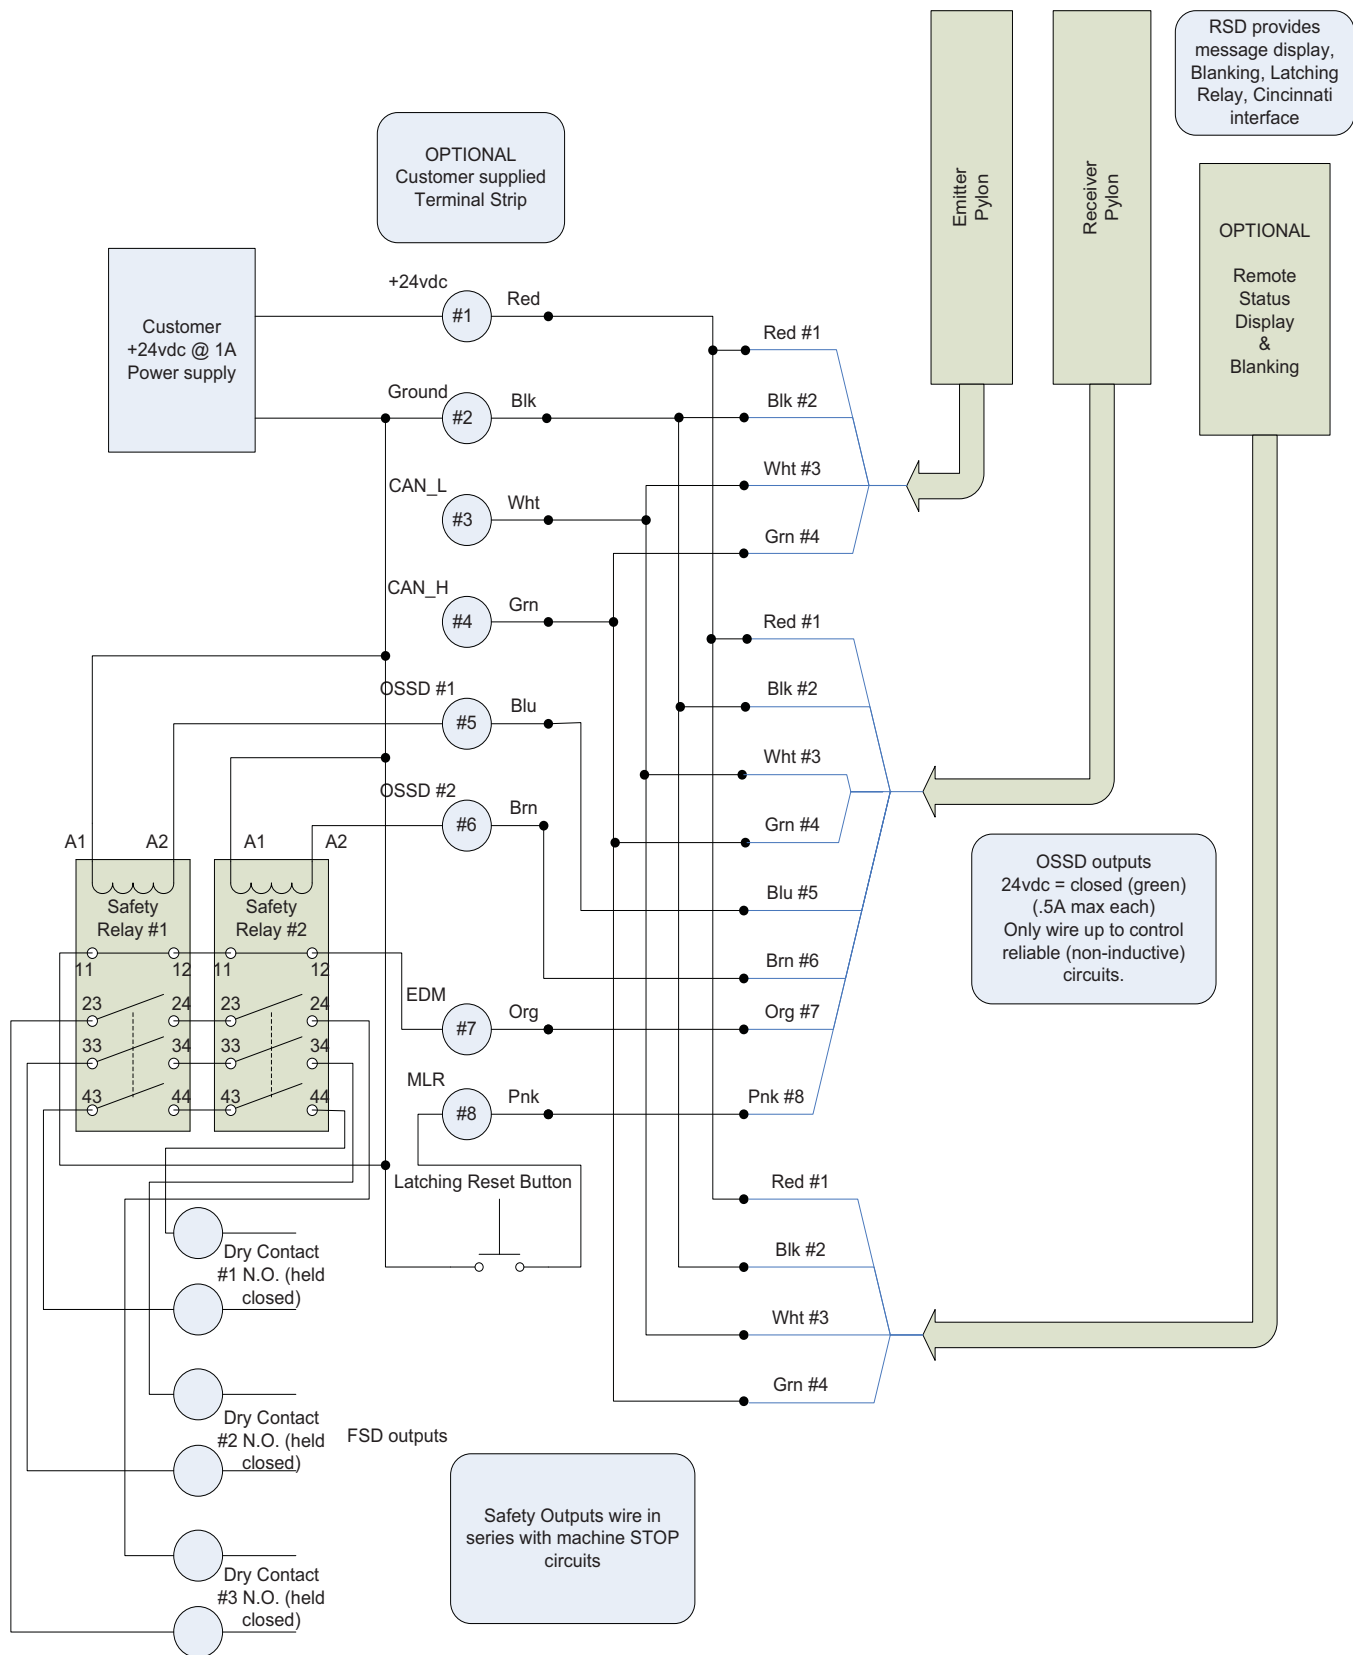 RSD provides
message display,
Blanking, Latching
Relay, Cincinnati
interface
OPTIONAL
Customer supplied
Terminal Strip
Emitter
Pylon
Receiver
Pylon
OPTIONAL
Remote
Status
Display
&
Blanking
Customer
+24vdc @ 1A
Power supply
+24vdc
#1
Red
Ground
#2
Blk
CAN_L
#3
Wht
CAN_H
#4
Grn
OSSD #1
#5
Blu
OSSD #2
#6
Brn
EDM
#7
Org
MLR
#8
Pnk
Red #1
Blk #2
Wht #3
Grn #4
Red #1
Blk #2
Wht #3
Grn #4
Blu #5
Brn #6
Org #7
Pnk #8
Red #1
Blk #2
Wht #3
Grn #4
OSSD outputs
24vdc = closed (green)
(.5A max each)
Only wire up to control
reliable (non-inductive)
circuits.
A1
A2
A1
A2
Safety
Relay #1
Safety
Relay #2
11
12
11
12
23
24
23
24
33
34
33
34
43
44
43
44
Latching Reset Button
Dry Contact
#1 N.O. (held
closed)
Dry Contact
#2 N.O. (held
closed)
FSD outputs
Dry Contact
#3 N.O. (held
closed)
Safety Outputs wire in
series with machine STOP
circuits